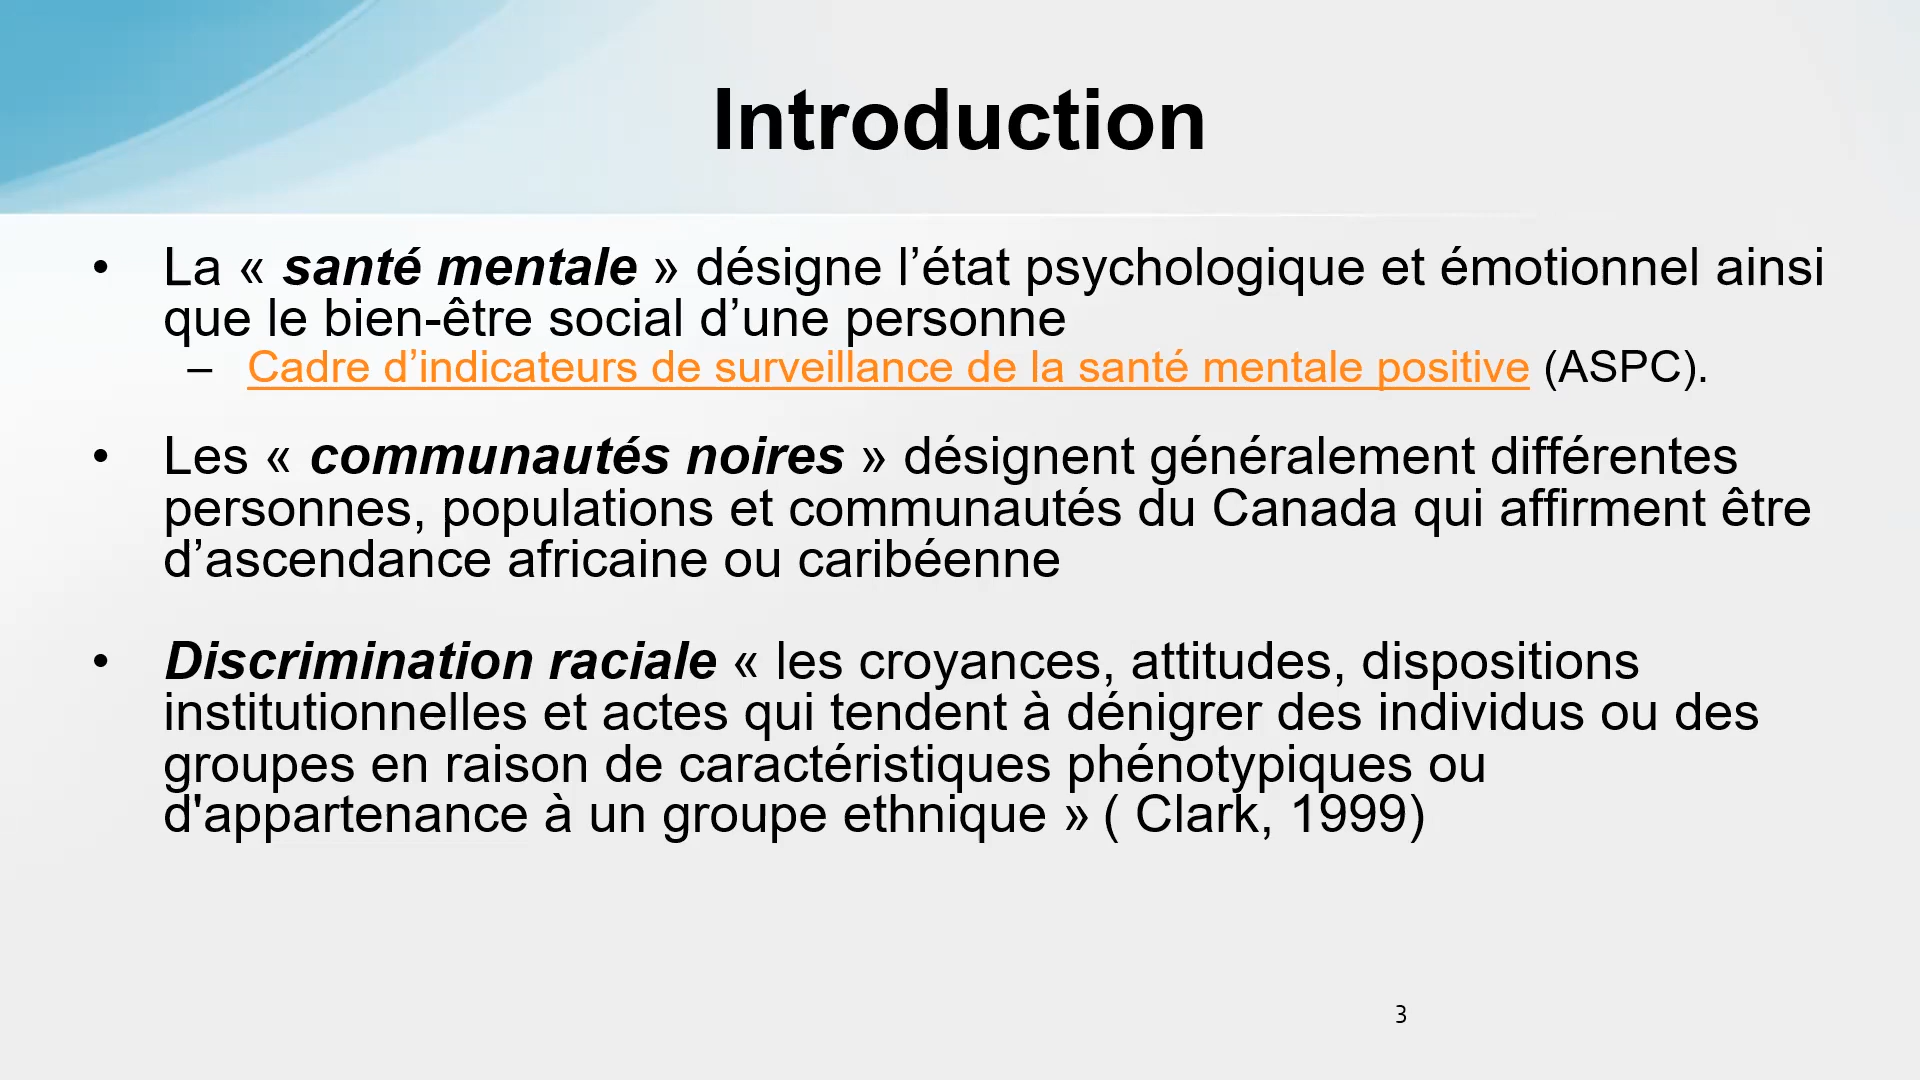 Introduction
• La « santé mentale » désigne l’état psychologique et émotionnel ainsi
que le bien-être social d’une personne
– Cadre d’indicateurs de surveillance de la santé mentale positive (ASPC).
• Les « communautés noires » désignent généralement différentes
personnes, populations et communautés du Canada qui affirment être
d’ascendance africaine ou caribéenne
• Discrimination raciale « les croyances, attitudes, dispositions
institutionnelles et actes qui tendent à dénigrer des individus ou des
groupes en raison de caractéristiques phénotypiques ou
d'appartenance à un groupe ethnique » ( Clark, 1999)
3